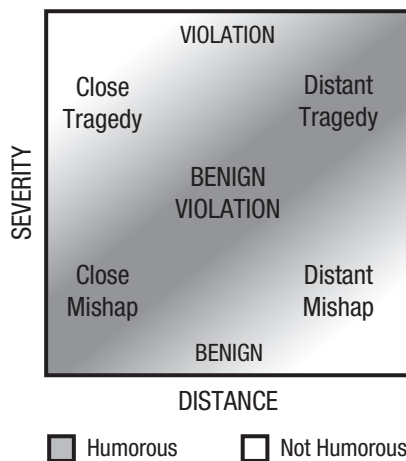 VIOLATION
Close
Tragedy
Distant
Tragedy
SEVERITY
BENIGN
VIOLATION
Close
Mishap
Distant
Mishap
BENIGN
DISTANCE
Humorous
Not Humorous